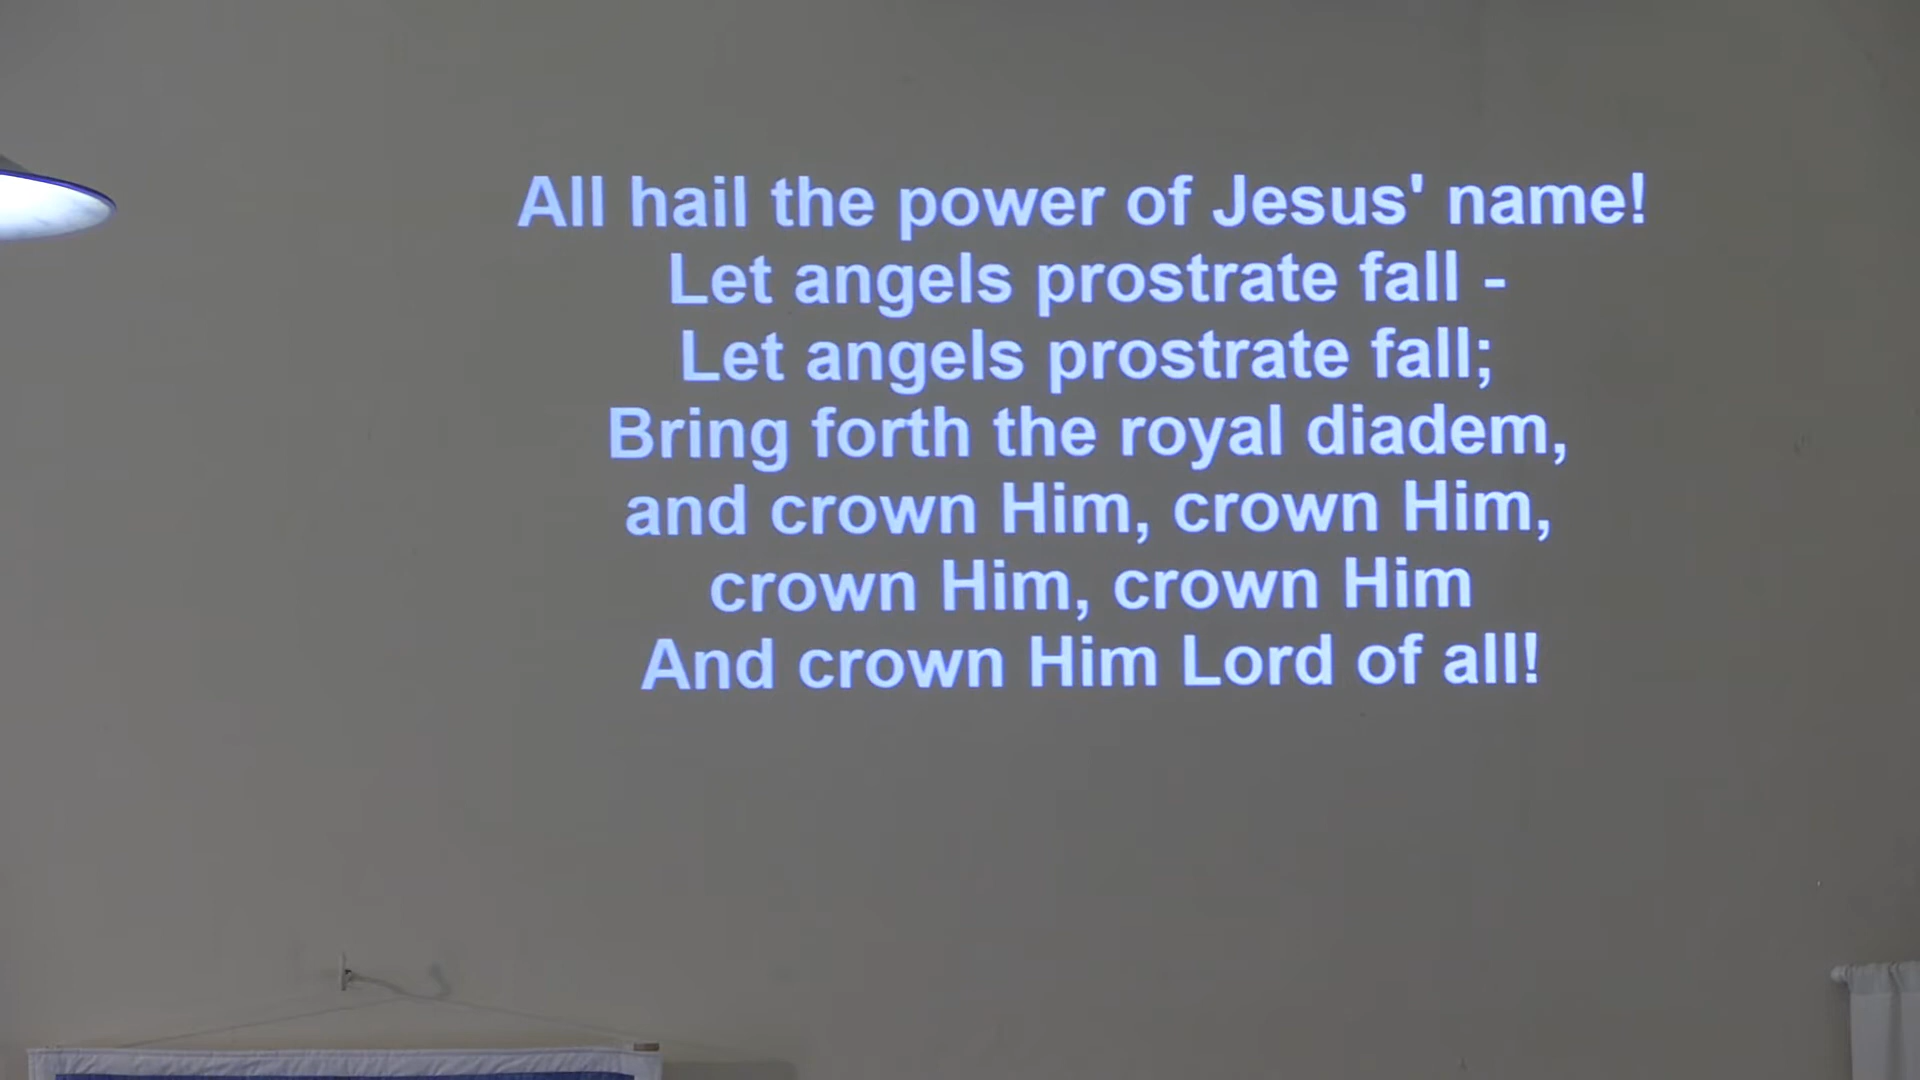 All hail the power of Jesus' name!
Let angels prostrate fall -
Let angels prostrate fall;
Bring forth the royal diadem,
and crown Him, crown Him,
crown Him, crown Him
And crown Him Lord of all!